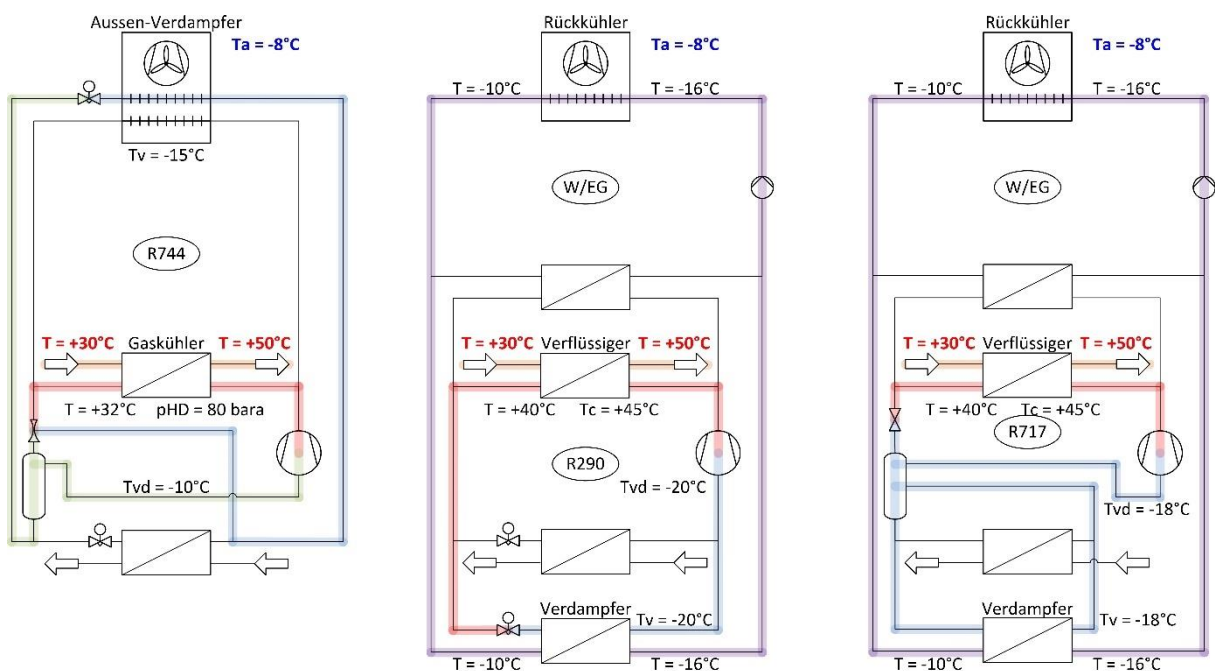 Aussen-Verdampfer
Ta = -8°C
Tv = -15°C
R744
T = +30°C
Gaskühler
T = +50°C
T = +32°C
pHD = 80 bara
Tvd = -10°C
Rückkühler
Ta = -8°C
T = -10°C
T = -16°C
W/EG
T = +30°C
Verflüssiger
T = +50°C
T = +40°C
Tc = +45°C
R290
Tvd = -20°C
Verdampfer
Tv = -20°C
T = -10°C
T = -16°C
Rückkühler
Ta = -8°C
T = -10°C
T = -16°C
W/EG
T = +30°C
Verflüssiger
T = +50°C
T = +40°C
Tc = +45°C
R717
Tvd = -18°C
Verdampfer
Tv = -18°C
T = -10°C
T = -16°C